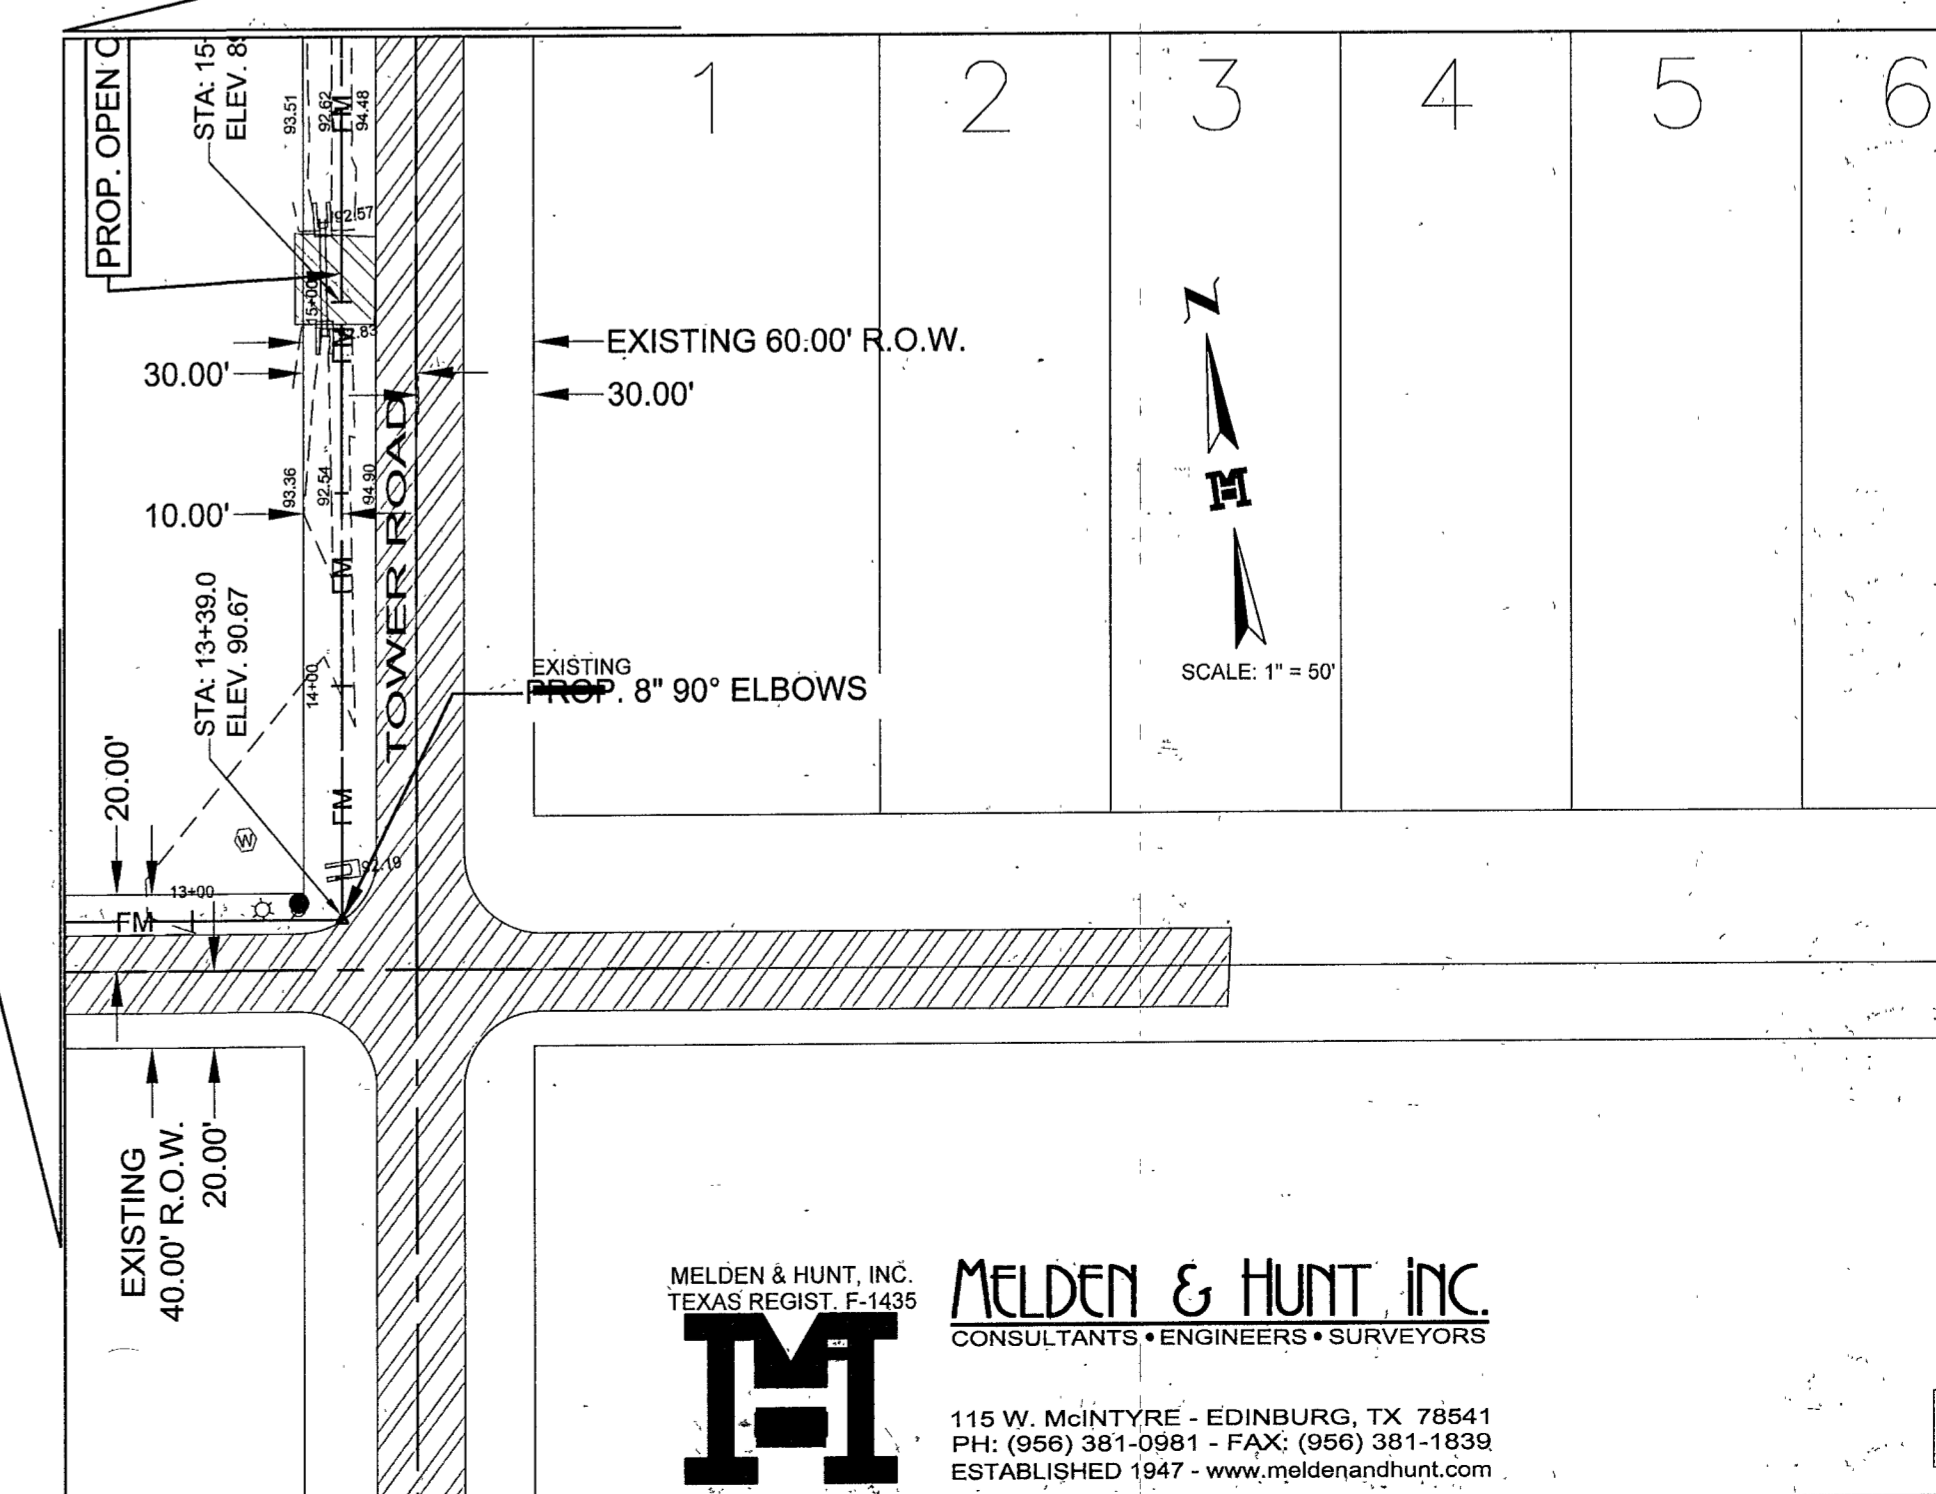 PROP. OPEN
STA: 15+
ELEV. 8
93.51
92.62
FM
94.48
1
2
3
4
5
6
92.57
15+00
.83
FM
30.00'
EXISTING 60.00' R.O.W.
30.00'
N
93.36
92.54
94.90
10.00'
TOWER ROAD
FM
STA: 13+39.0
ELEV. 90.67
14+00
EXISTING
PROP. 8" 90° ELBOWS
SCALE: 1" = 50'
20.00'
FM
W
92.19
13+00
FM
EXISTING
40.00' R.O.W.
20.00'
MELDEN & HUNT, INC.
TEXAS REGIST. F-1435
MELDEN & HUNT, INC.
CONSULTANTS • ENGINEERS • SURVEYORS
115 W. McINTYRE - EDINBURG, TX 78541
PH: (956) 381-0981 - FAX: (956) 381-1839
ESTABLISHED 1947 - www.meldenandhunt.com